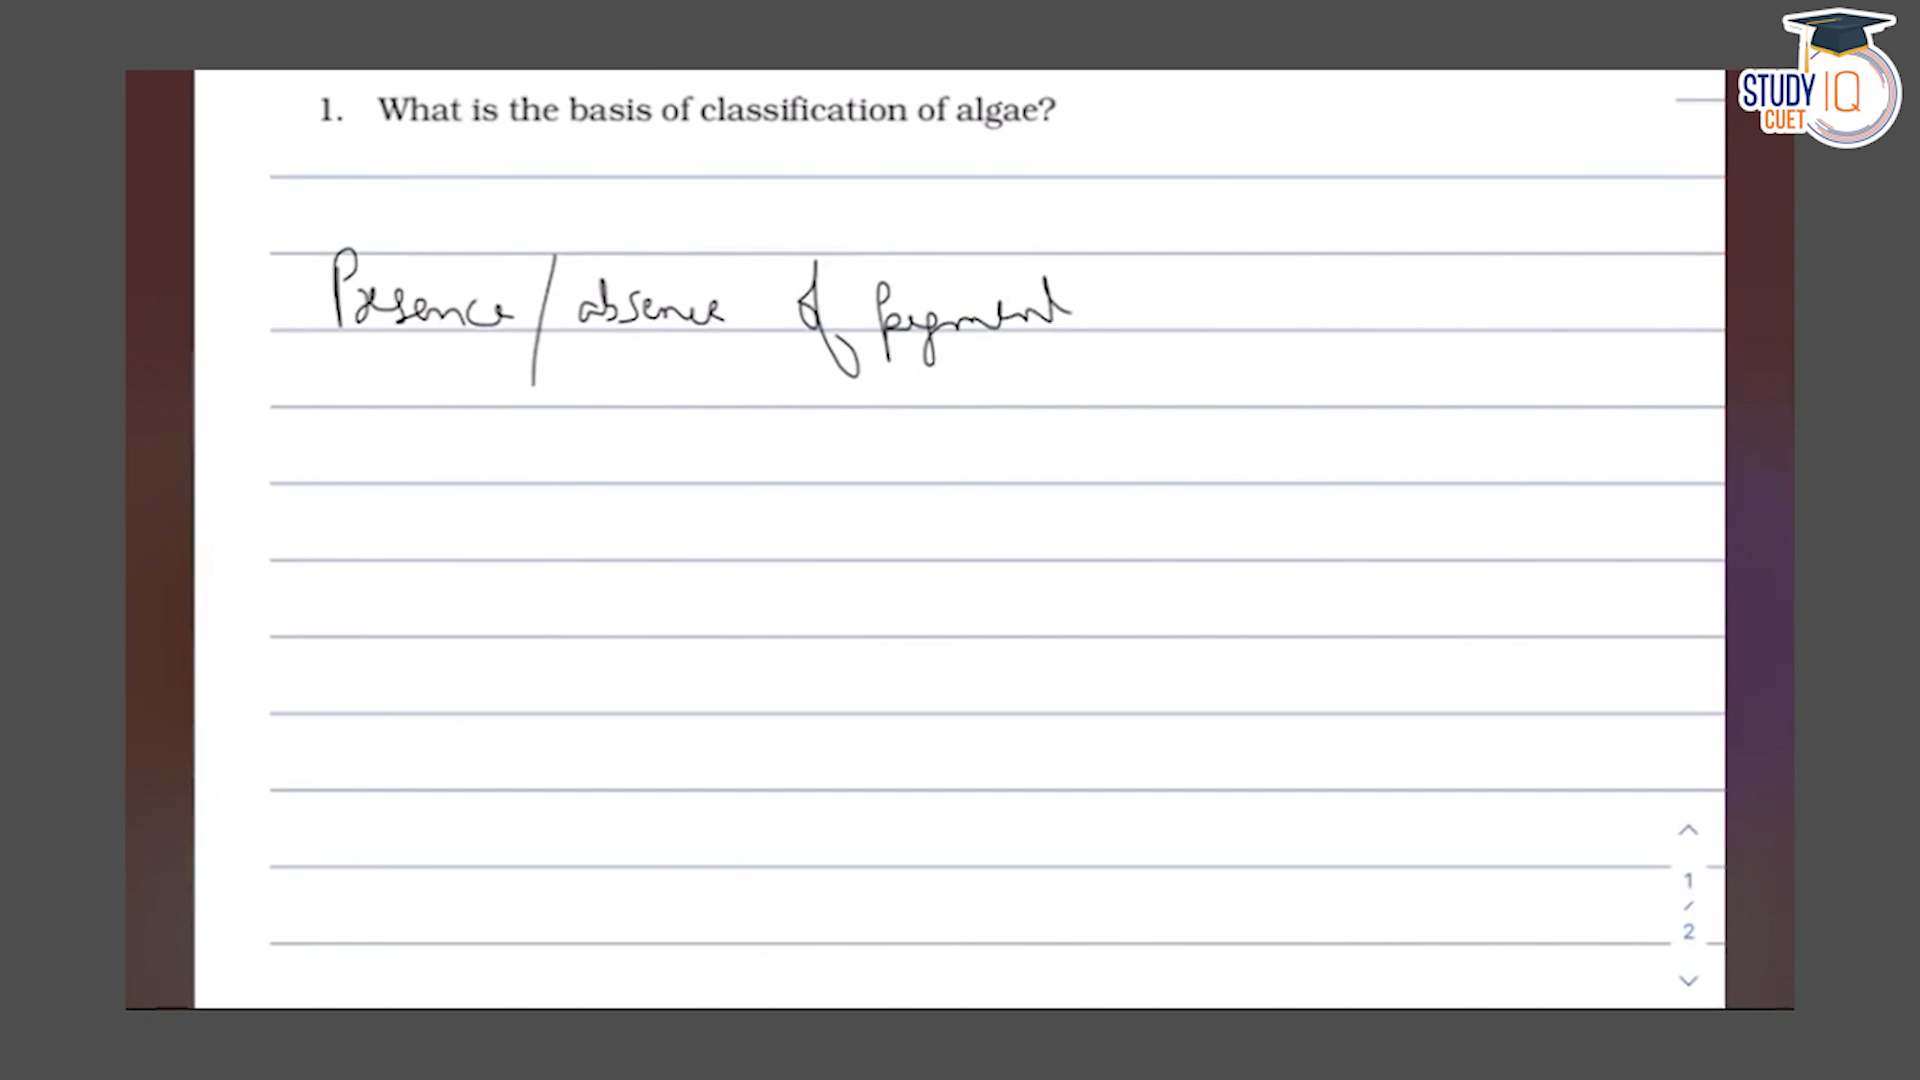 1. What is the basis of classification of algae?
Presence / absence of pigment
STUDY IQ
CUET
1
/
2